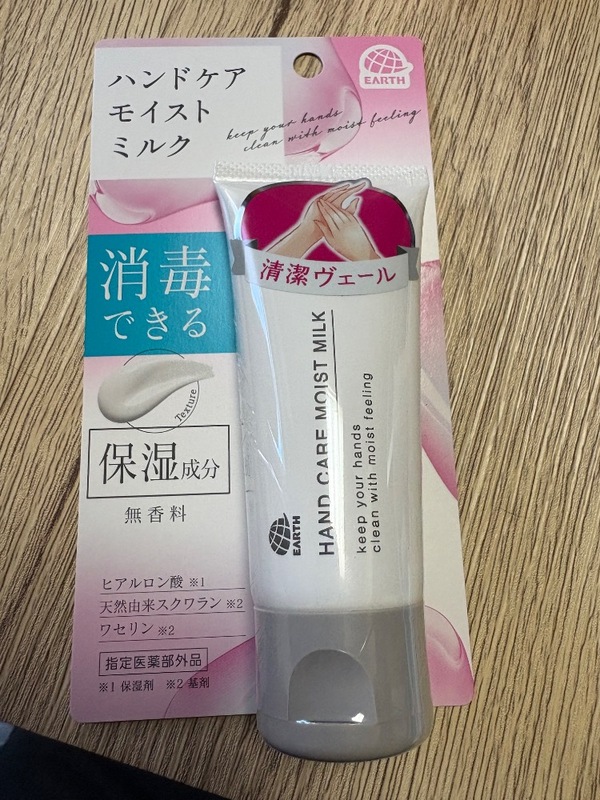 ハンドケア
モイスト
ミルク
keep your hands
clean with moist feeling
EARTH
消毒
できる
Texture
保湿成分
無香料
ヒアルロン酸 ※1
天然由来スクワラン ※2
ワセリン ※2
指定医薬部外品
※1 保湿剤 ※2 基剤
清潔ヴェール
HAND CARE MOIST MILK
keep your hands
clean with moist feeling
EARTH